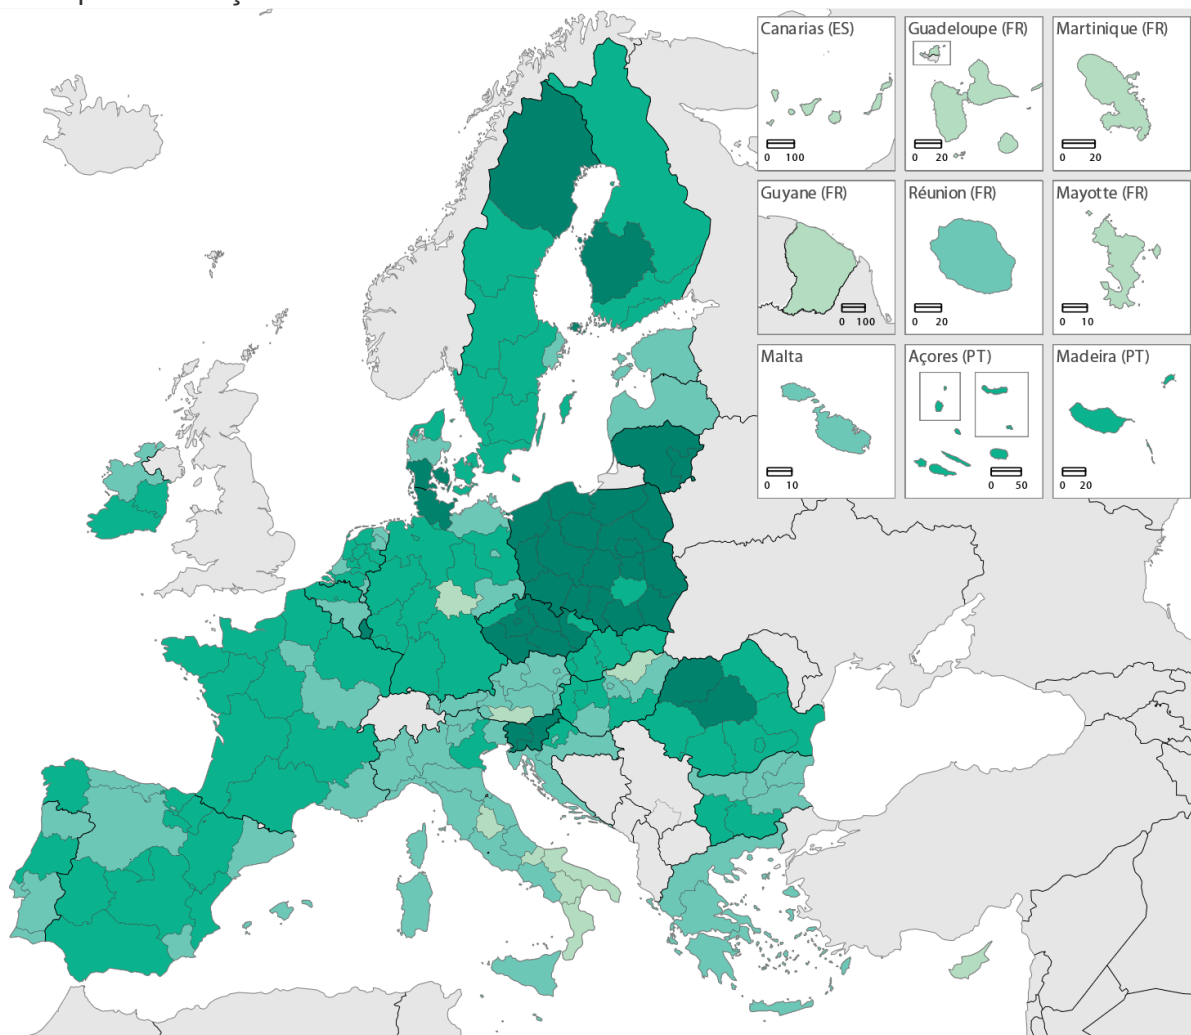 Canarias (ES)
0 100
Guadeloupe (FR)
0 20
Martinique (FR)
0 20
Guyane (FR)
0 100
Réunion (FR)
0 20
Mayotte (FR)
0 10
Malta
0 10
Açores (PT)
0 50
Madeira (PT)
0 20